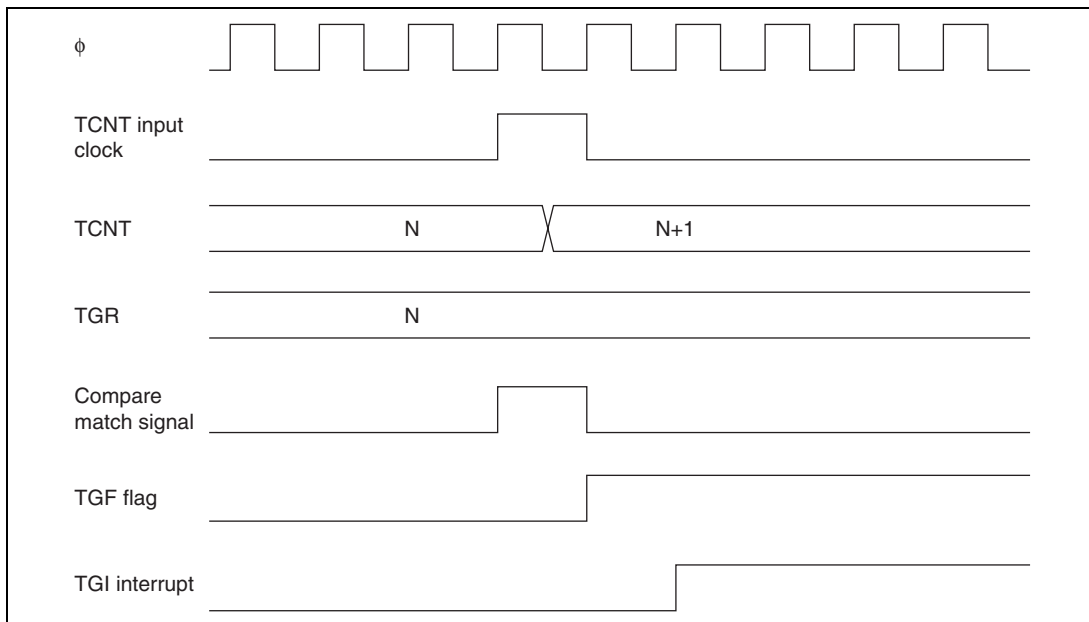 ϕ
TCNT input
clock
TCNT
N
N+1
TGR
N
Compare
match signal
TGF flag
TGI interrupt